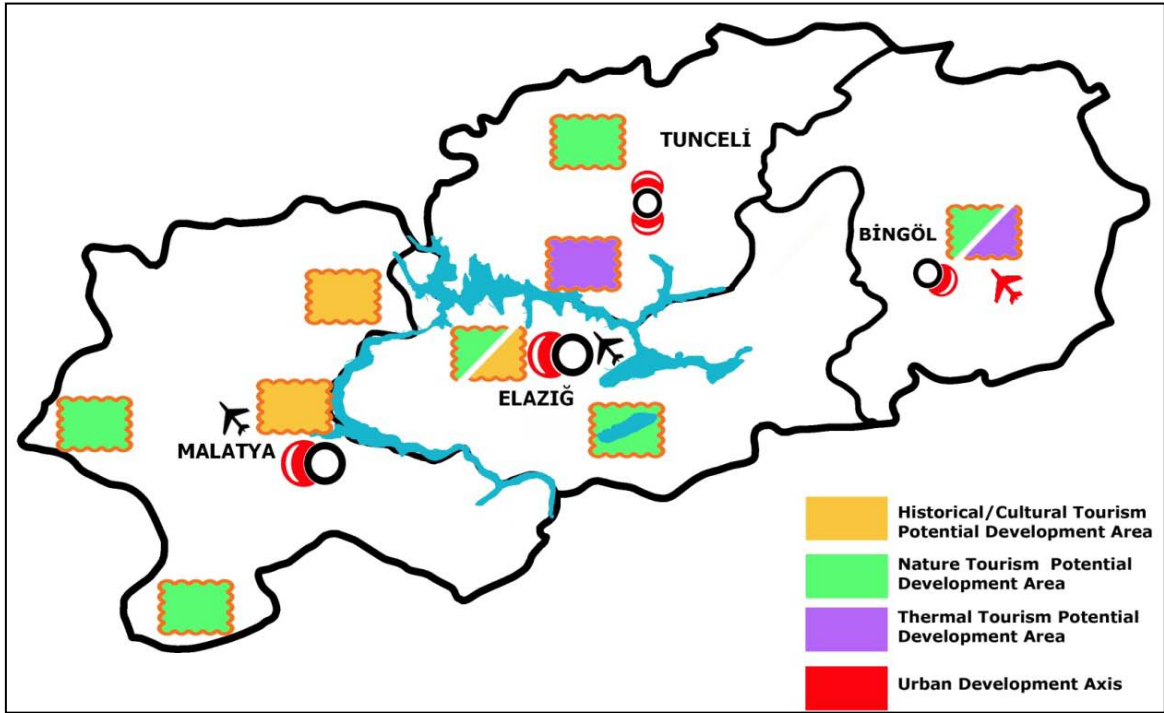 TUNCELİ
BİNGÖL
ELAZIĞ
MALATYA
Historical/Cultural Tourism
Potential Development Area
Nature Tourism Potential
Development Area
Thermal Tourism Potential
Development Area
Urban Development Axis